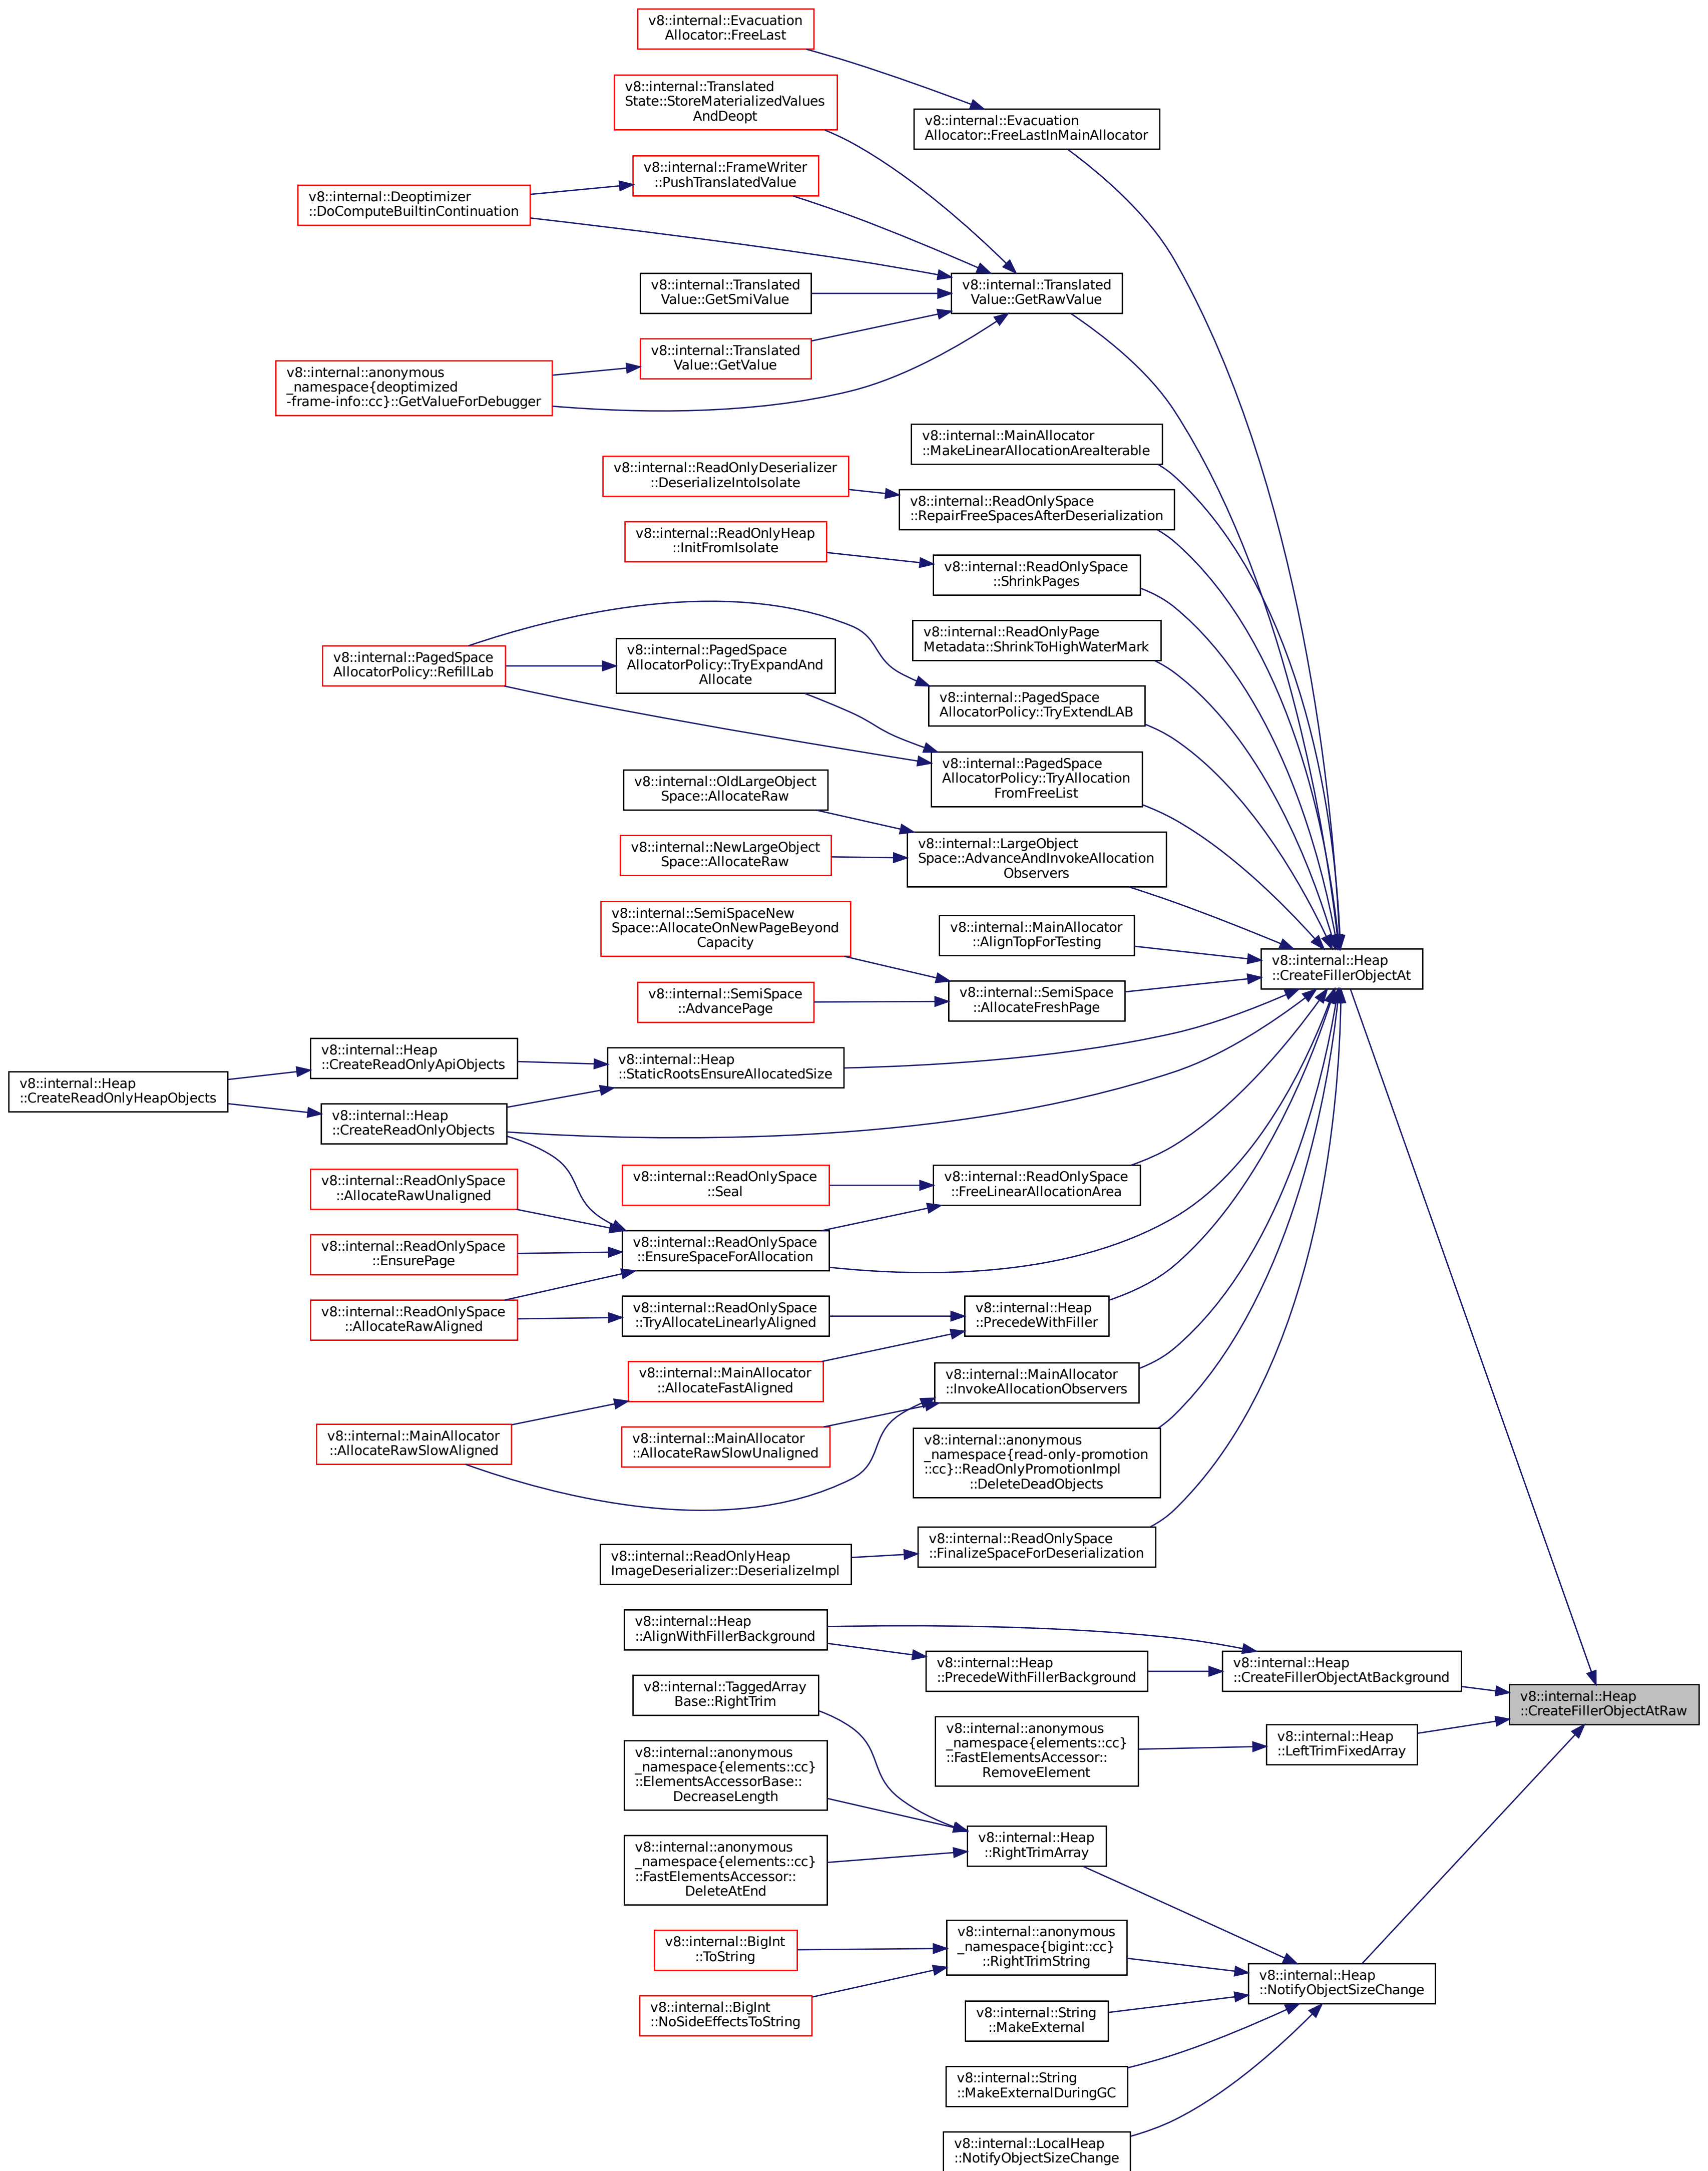 v8::internal::Evacuation
Allocator::FreeLast
v8::internal::Translated
State::StoreMaterializedValues
AndDeopt
v8::internal::Evacuation
Allocator::FreeLastInMainAllocator
v8::internal::FrameWriter
::PushTranslatedValue
v8::internal::Deoptimizer
::DoComputeBuiltinContinuation
v8::internal::Translated
Value::GetSmiValue
v8::internal::Translated
Value::GetRawValue
v8::internal::Translated
Value::GetValue
v8::internal::anonymous
_namespace{deoptimized
-frame-info::cc}::GetValueForDebugger
v8::internal::MainAllocator
::MakeLinearAllocationAreaIterable
v8::internal::ReadOnlyDeserializer
::DeserializeIntoIsolate
v8::internal::ReadOnlySpace
::RepairFreeSpacesAfterDeserialization
v8::internal::ReadOnlyHeap
::InitFromIsolate
v8::internal::ReadOnlySpace
::ShrinkPages
v8::internal::ReadOnlyPage
Metadata::ShrinkToHighWaterMark
v8::internal::PagedSpace
AllocatorPolicy::RefillLab
v8::internal::PagedSpace
AllocatorPolicy::TryExpandAnd
Allocate
v8::internal::PagedSpace
AllocatorPolicy::TryExtendLAB
v8::internal::PagedSpace
AllocatorPolicy::TryAllocation
FromFreeList
v8::internal::OldLargeObject
Space::AllocateRaw
v8::internal::NewLargeObject
Space::AllocateRaw
v8::internal::LargeObject
Space::AdvanceAndInvokeAllocation
Observers
v8::internal::SemiSpaceNew
Space::AllocateOnNewPageBeyond
Capacity
v8::internal::MainAllocator
::AlignTopForTesting
v8::internal::Heap
::CreateFillerObjectAt
v8::internal::SemiSpace
::AdvancePage
v8::internal::SemiSpace
::AllocateFreshPage
v8::internal::Heap
::CreateReadOnlyApiObjects
v8::internal::Heap
::StaticRootsEnsureAllocatedSize
v8::internal::Heap
::CreateReadOnlyHeapObjects
v8::internal::Heap
::CreateReadOnlyObjects
v8::internal::ReadOnlySpace
::AllocateRawUnaligned
v8::internal::ReadOnlySpace
::Seal
v8::internal::ReadOnlySpace
::FreeLinearAllocationArea
v8::internal::ReadOnlySpace
::EnsurePage
v8::internal::ReadOnlySpace
::EnsureSpaceForAllocation
v8::internal::ReadOnlySpace
::AllocateRawAligned
v8::internal::ReadOnlySpace
::TryAllocateLinearlyAligned
v8::internal::Heap
::PrecedeWithFiller
v8::internal::MainAllocator
::AllocateFastAligned
v8::internal::MainAllocator
::InvokeAllocationObservers
v8::internal::MainAllocator
::AllocateRawSlowAligned
v8::internal::MainAllocator
::AllocateRawSlowUnaligned
v8::internal::anonymous
_namespace{read-only-promotion
::cc}::ReadOnlyPromotionImpl
::DeleteDeadObjects
v8::internal::ReadOnlySpace
::FinalizeSpaceForDeserialization
v8::internal::ReadOnlyHeap
ImageDeserializer::DeserializeImpl
v8::internal::Heap
::AlignWithFillerBackground
v8::internal::Heap
::PrecedeWithFillerBackground
v8::internal::Heap
::CreateFillerObjectAtBackground
v8::internal::Heap
::CreateFillerObjectAtRaw
v8::internal::TaggedArray
Base::RightTrim
v8::internal::anonymous
_namespace{elements::cc}
::FastElementsAccessor::
RemoveElement
v8::internal::Heap
::LeftTrimFixedArray
v8::internal::anonymous
_namespace{elements::cc}
::ElementsAccessorBase::
DecreaseLength
v8::internal::anonymous
_namespace{elements::cc}
::FastElementsAccessor::
DeleteAtEnd
v8::internal::Heap
::RightTrimArray
v8::internal::BigInt
::ToString
v8::internal::anonymous
_namespace{bigint::cc}
::RightTrimString
v8::internal::Heap
::NotifyObjectSizeChange
v8::internal::BigInt
::NoSideEffectsToString
v8::internal::String
::MakeExternal
v8::internal::String
::MakeExternalDuringGC
v8::internal::LocalHeap
::NotifyObjectSizeChange